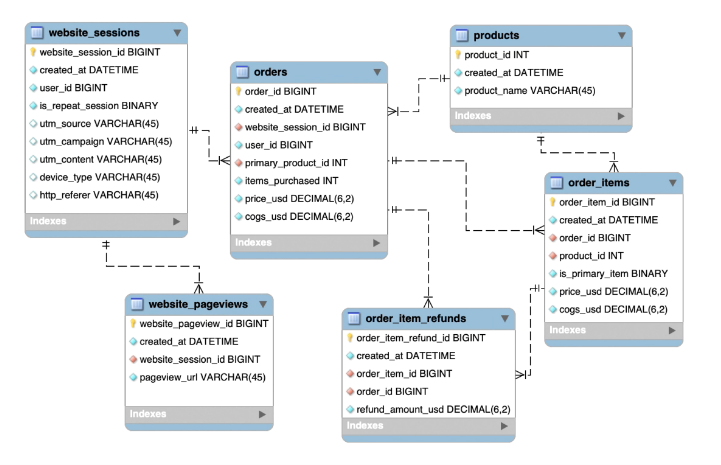 website_sessions
website_session_id BIGINT
created_at DATETIME
user_id BIGINT
is_repeat_session BINARY
utm_source VARCHAR(45)
utm_campaign VARCHAR(45)
utm_content VARCHAR(45)
device_type VARCHAR(45)
http_referer VARCHAR(45)
Indexes
orders
order_id BIGINT
created_at DATETIME
website_session_id BIGINT
user_id BIGINT
primary_product_id INT
items_purchased INT
price_usd DECIMAL(6,2)
cogs_usd DECIMAL(6,2)
Indexes
products
product_id INT
created_at DATETIME
product_name VARCHAR(45)
Indexes
order_items
order_item_id BIGINT
created_at DATETIME
order_id BIGINT
product_id INT
is_primary_item BINARY
price_usd DECIMAL(6,2)
cogs_usd DECIMAL(6,2)
Indexes
website_pageviews
website_pageview_id BIGINT
created_at DATETIME
website_session_id BIGINT
pageview_url VARCHAR(45)
Indexes
order_item_refunds
order_item_refund_id BIGINT
created_at DATETIME
order_item_id BIGINT
order_id BIGINT
refund_amount_usd DECIMAL(6,2)
Indexes